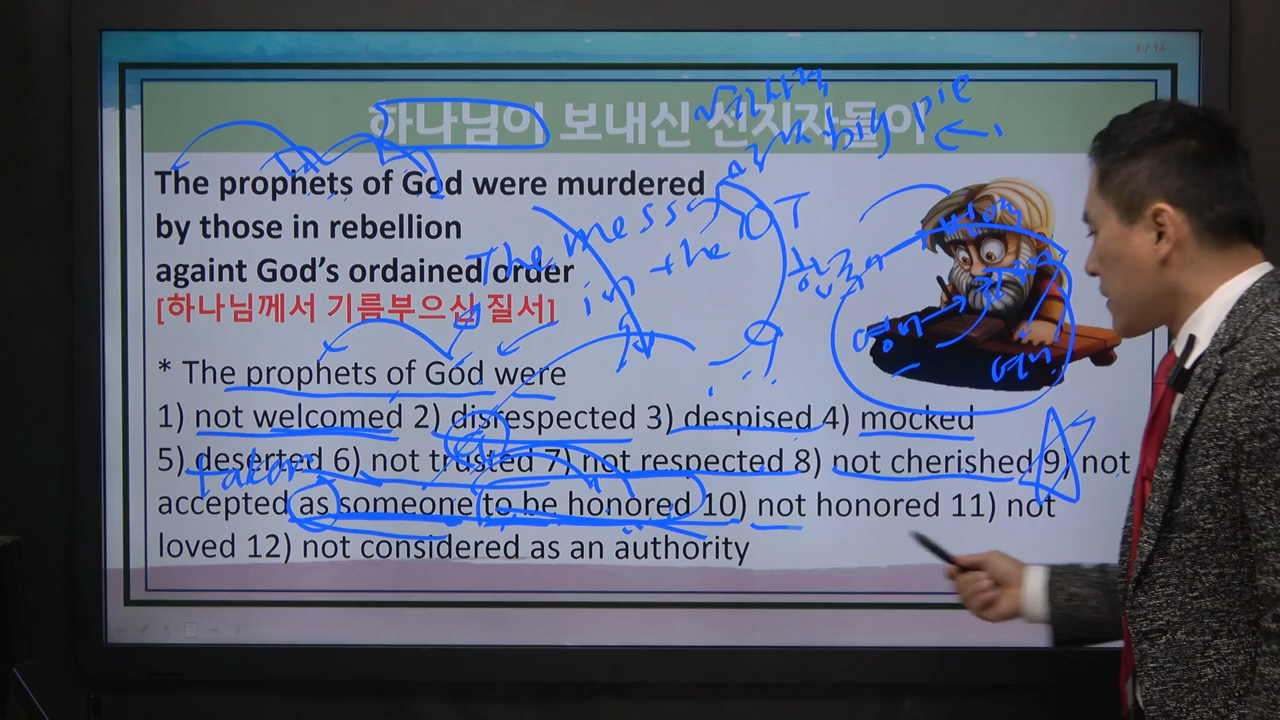 3 / 14
하나님이 보내신 선지자들이
big pie
The prophets of God were murdered
by those in rebellion
againt God's ordained order
The message
in the OT
[하나님께서 기름부으신 질서]
영어
* The prophets of God were
1) not welcomed 2) disrespected 3) despised 4) mocked
5) deserted 6) not trusted 7) not respected 8) not cherished 9) not
taken
accepted as someone to be honored 10) not honored 11) not
loved 12) not considered as an authority